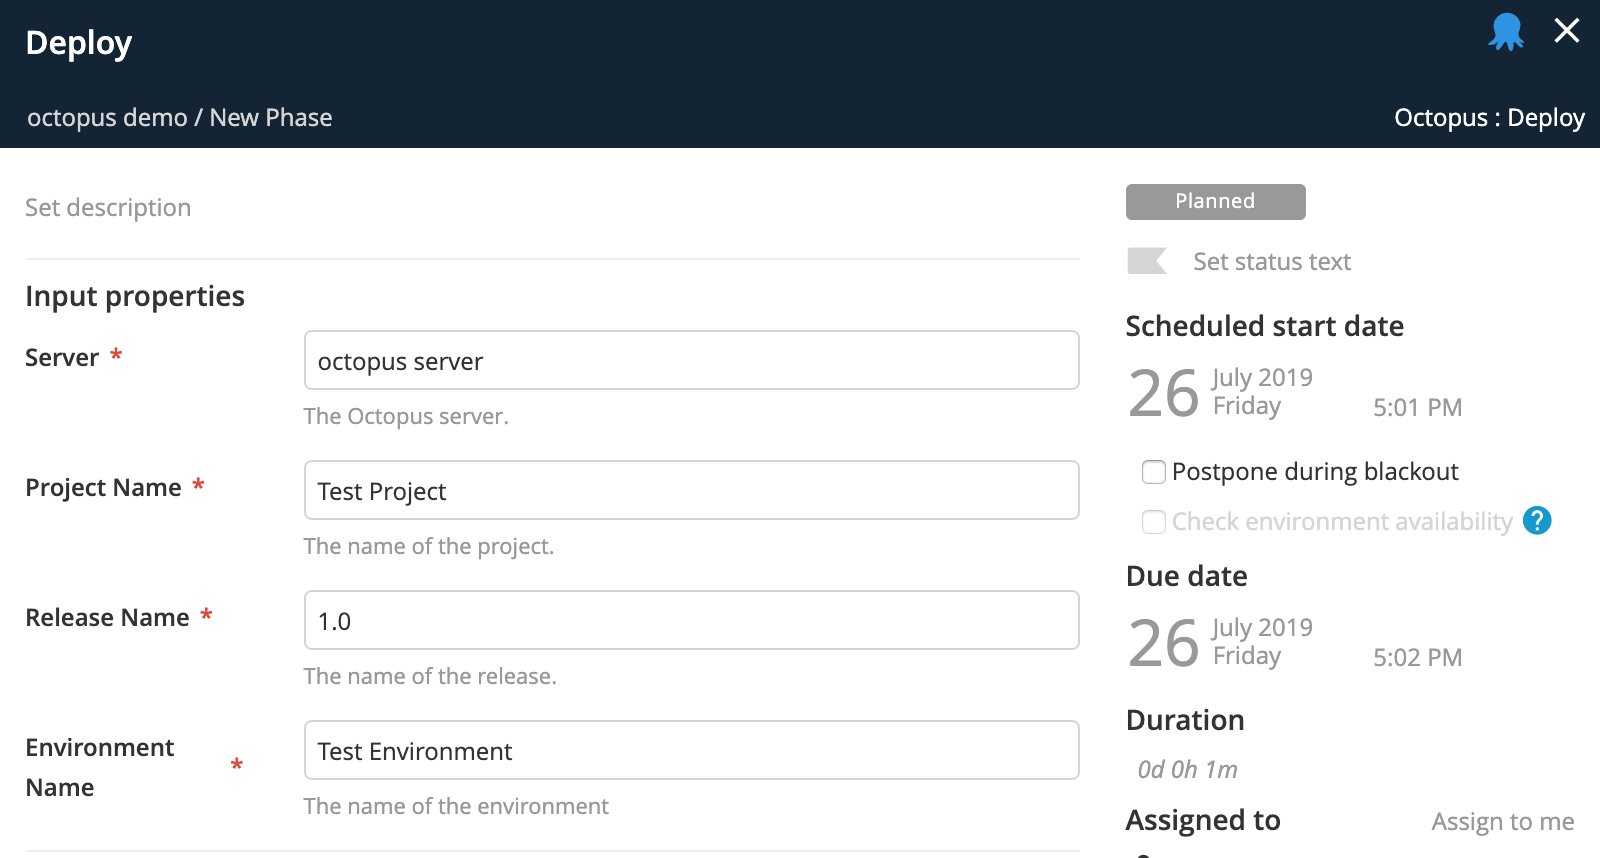 Deploy
octopus demo / New Phase
Octopus : Deploy
Set description
Input properties
Server *
octopus server
The Octopus server.
Project Name *
Test Project
The name of the project.
Release Name *
1.0
The name of the release.
Environment
Name *
Test Environment
The name of the environment
Planned
Set status text
Scheduled start date
26
July 2019
Friday
5:01 PM
Postpone during blackout
Check environment availability ?
Due date
26
July 2019
Friday
5:02 PM
Duration
0d 0h 1m
Assigned to
Assign to me